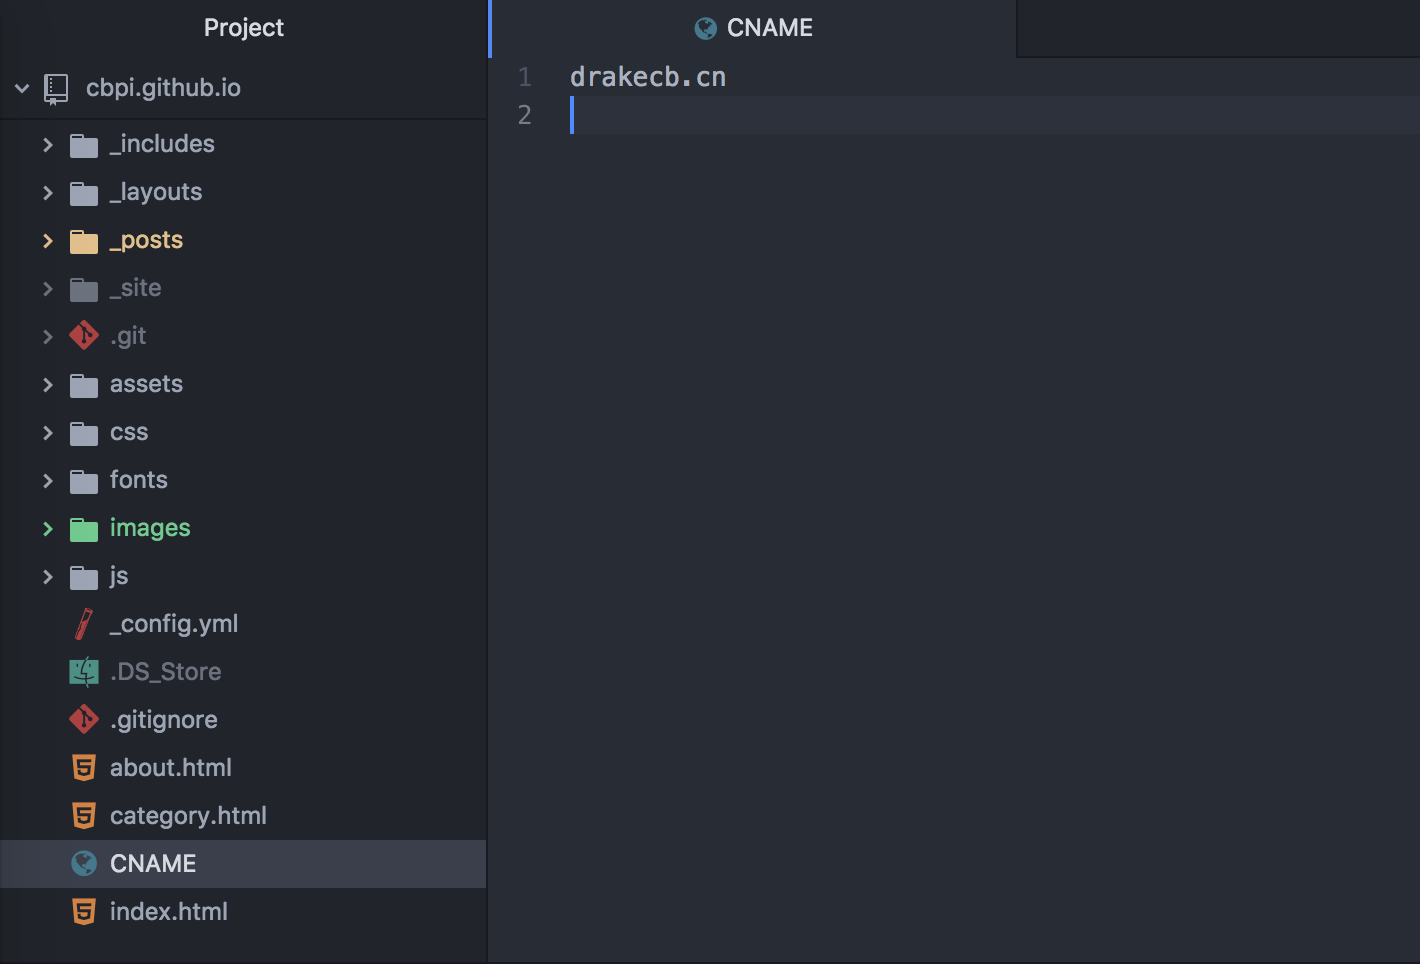 Project
cbpi.github.io
_includes
_layouts
_posts
_site
.git
assets
css
fonts
images
js
_config.yml
.DS_Store
.gitignore
about.html
category.html
CNAME
index.html
CNAME
1 drakecb.cn
2